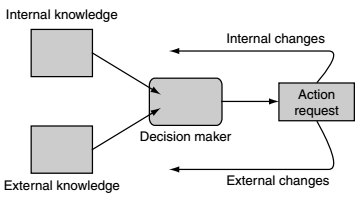 Internal knowledge
Internal changes
Action
request
Decision maker
External knowledge
External changes